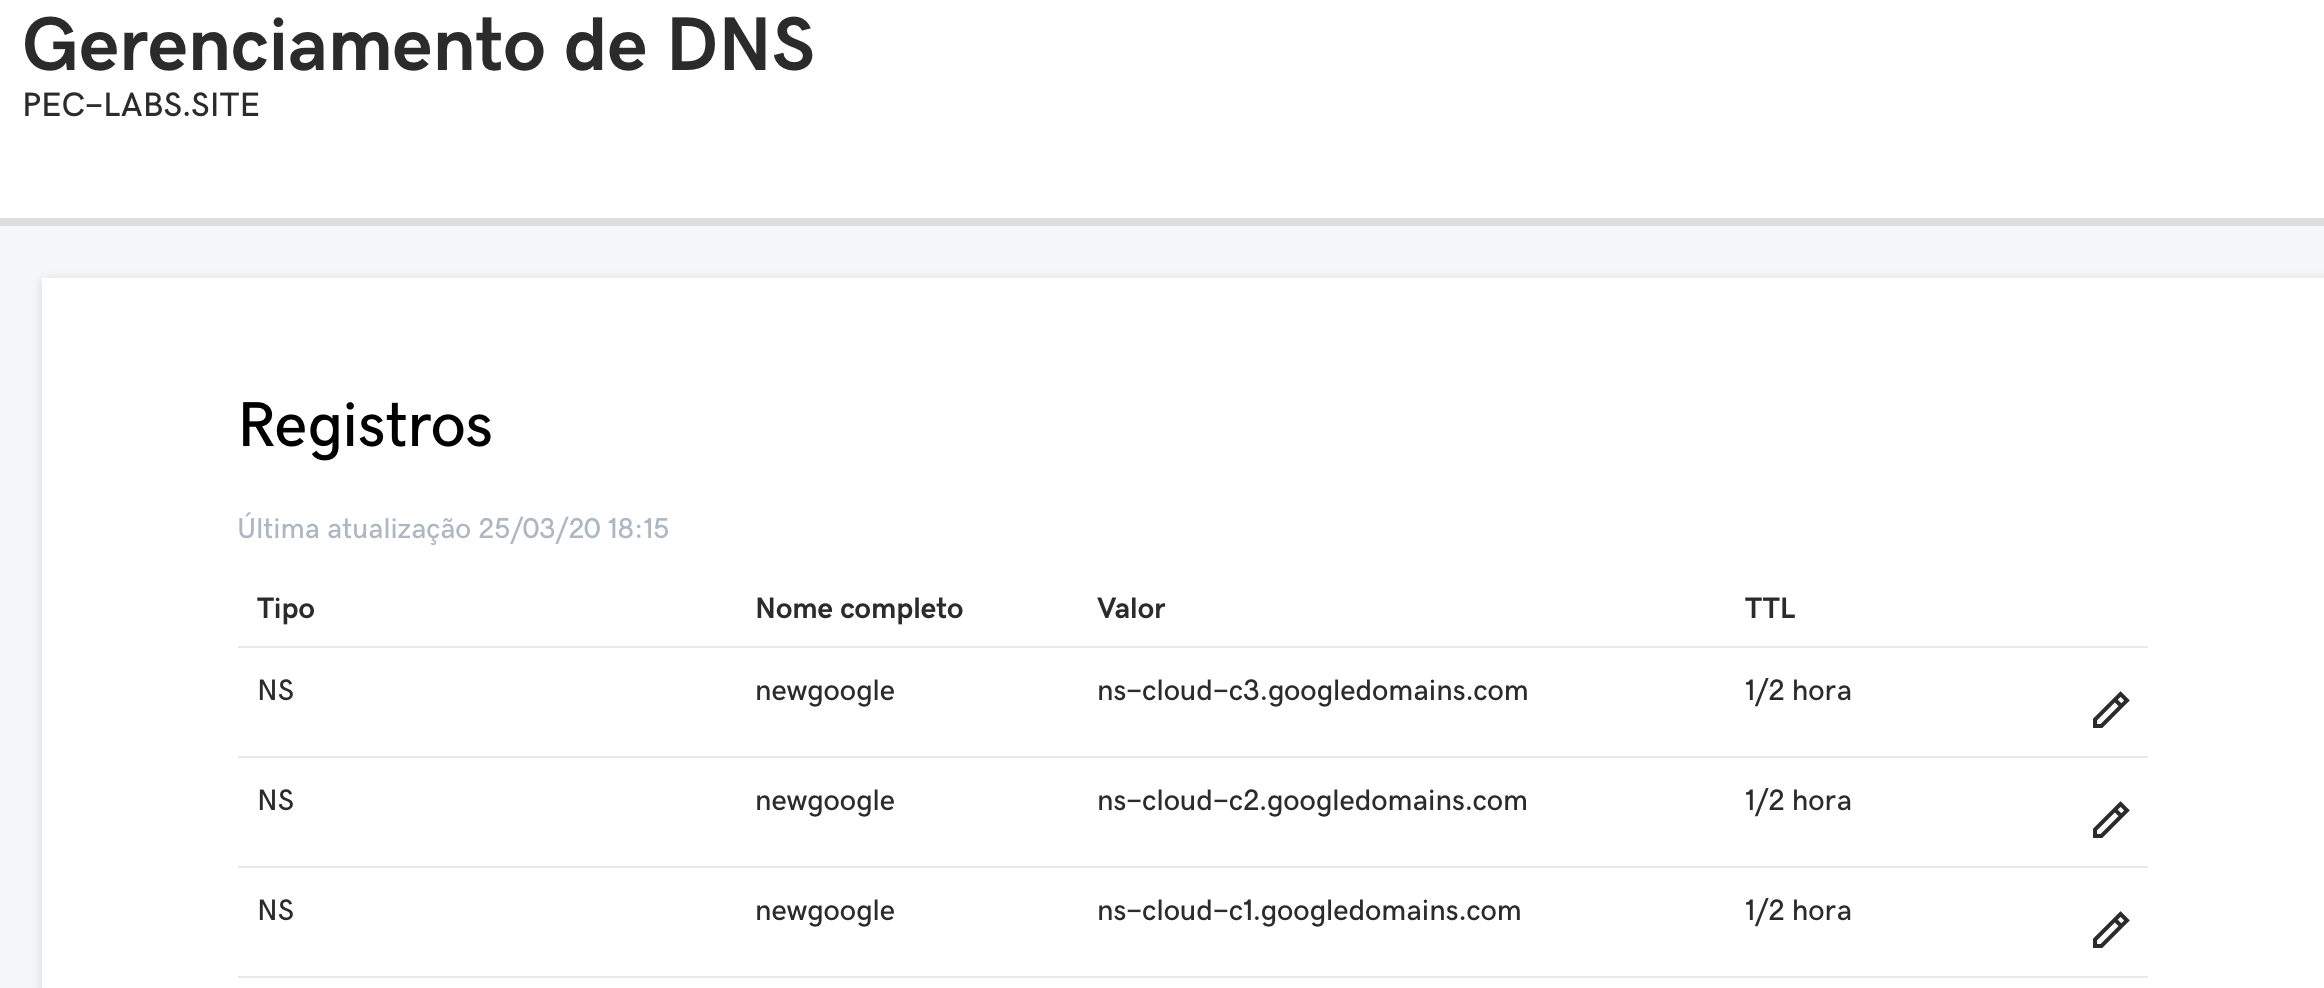 Gerenciamento de DNS
PEC-LABS.SITE
Registros
Última atualização 25/03/20 18:15
Tipo Nome completo Valor TTL
NS newgoogle ns-cloud-c3.googledomains.com 1/2 hora
NS newgoogle ns-cloud-c2.googledomains.com 1/2 hora
NS newgoogle ns-cloud-c1.googledomains.com 1/2 hora